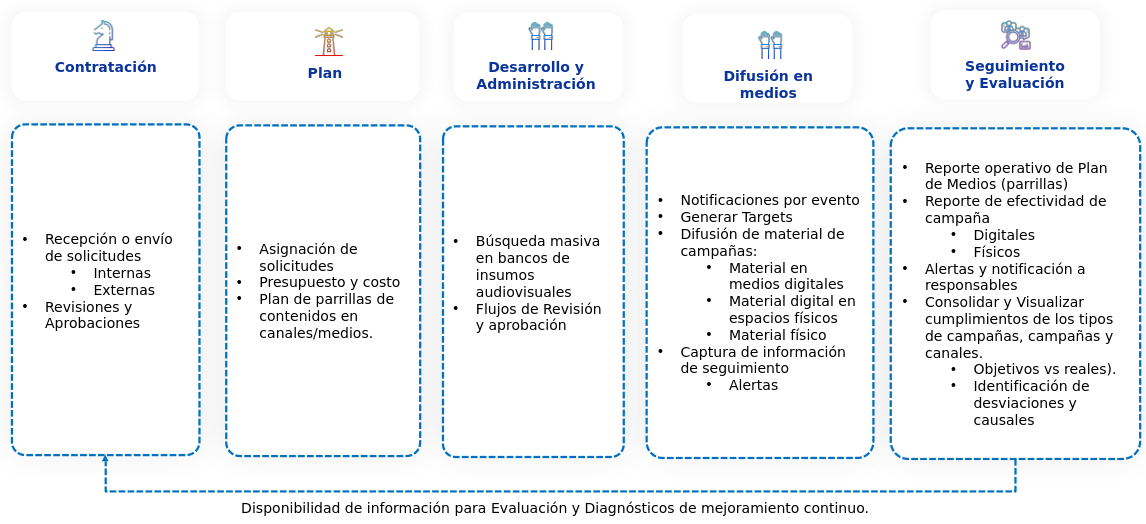 Contratación
• Recepción o envío
de solicitudes
• Internas
• Externas
• Revisiones y
Aprobaciones
Plan
• Asignación de
solicitudes
• Presupuesto y costo
• Plan de parrillas de
contenidos en
canales/medios.
Desarrollo y
Administración
• Búsqueda masiva
en bancos de
insumos
audiovisuales
• Flujos de Revisión
y aprobación
Difusión en
medios
• Notificaciones por evento
• Generar Targets
• Difusión de material de
campañas:
• Material en
medios digitales
• Material digital en
espacios físicos
• Material físico
• Captura de información
de seguimiento
• Alertas
Seguimiento
y Evaluación
• Reporte operativo de Plan
de Medios (parrillas)
• Reporte de efectividad de
campaña
• Digitales
• Físicos
• Alertas y notificación a
responsables
• Consolidar y Visualizar
cumplimientos de los tipos
de campañas, campañas y
canales.
• Objetivos vs reales).
• Identificación de
desviaciones y
causales
Disponibilidad de información para Evaluación y Diagnósticos de mejoramiento continuo.